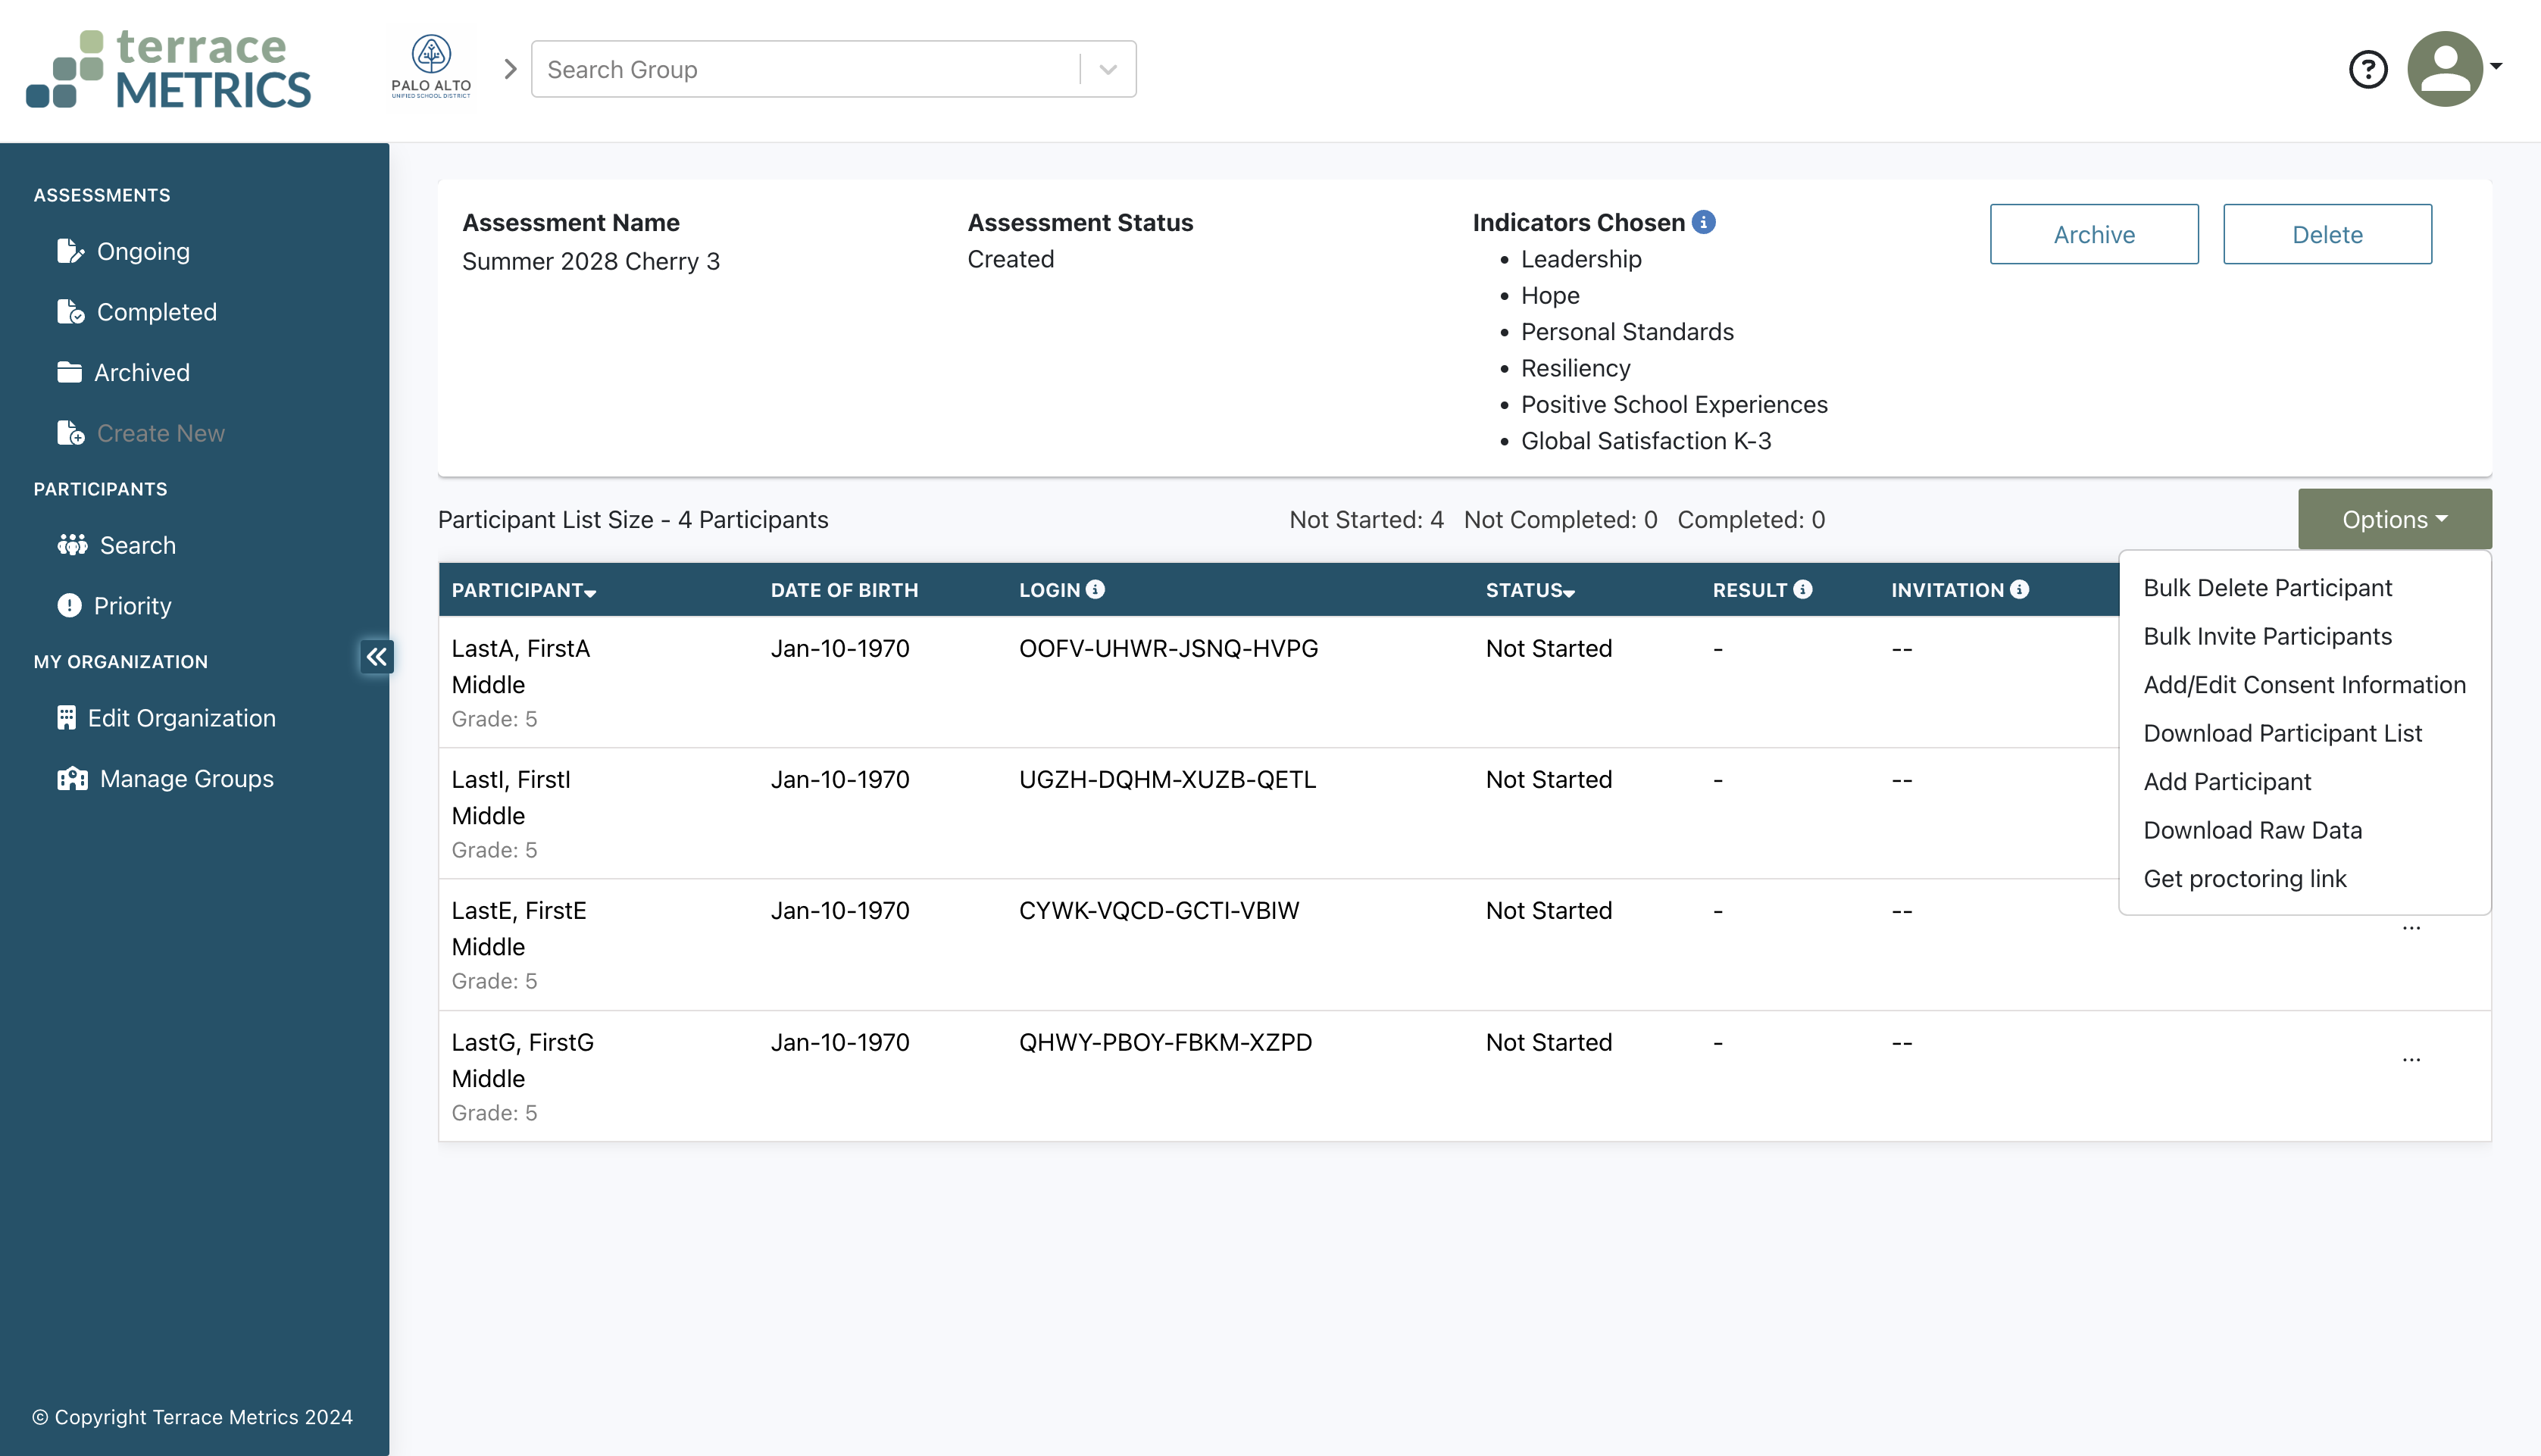 terrace
METRICS
PALO ALTO
UNIFIED SCHOOL DISTRICT
Search Group
ASSESSMENTS
Ongoing
Completed
Archived
Create New
PARTICIPANTS
Search
Priority
MY ORGANIZATION
Edit Organization
Manage Groups
© Copyright Terrace Metrics 2024
Assessment Name
Summer 2028 Cherry 3
Assessment Status
Created
Indicators Chosen
• Leadership
• Hope
• Personal Standards
• Resiliency
• Positive School Experiences
• Global Satisfaction K-3
Archive
Delete
Participant List Size - 4 Participants
Not Started: 4 Not Completed: 0 Completed: 0
Options
Bulk Delete Participant
Bulk Invite Participants
Add/Edit Consent Information
Download Participant List
Add Participant
Download Raw Data
Get proctoring link
PARTICIPANT DATE OF BIRTH LOGIN STATUS RESULT INVITATION
LastA, FirstA Jan-10-1970 OOFV-UHWR-JSNQ-HVPG Not Started - --
Middle
Grade: 5
LastI, FirstI Jan-10-1970 UGZH-DQHM-XUZB-QETL Not Started - --
Middle
Grade: 5
LastE, FirstE Jan-10-1970 CYWK-VQCD-GCTI-VBIW Not Started - -- ...
Middle
Grade: 5
LastG, FirstG Jan-10-1970 QHWY-PBOY-FBKM-XZPD Not Started - -- ...
Middle
Grade: 5